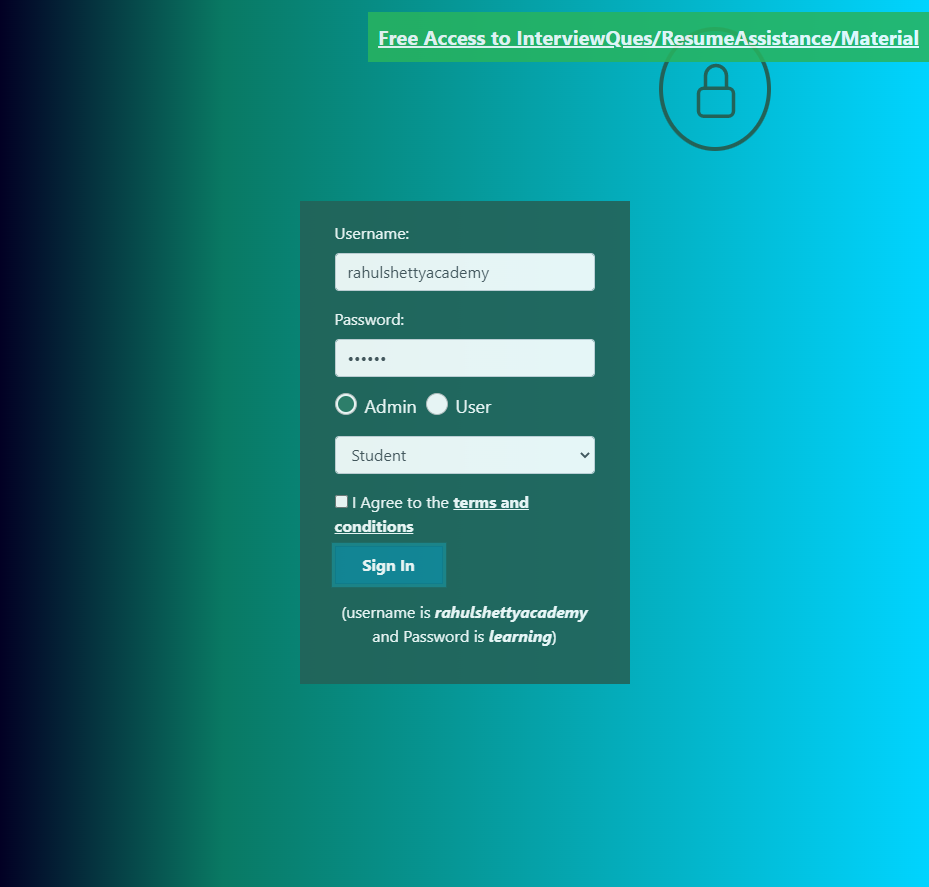 Free Access to InterviewQues/ResumeAssistance/Material
Username:
rahulshettyacademy
Password:
••••••
Admin User
Student
I Agree to the terms and
conditions
Sign In
(username is rahulshettyacademy
and Password is learning)